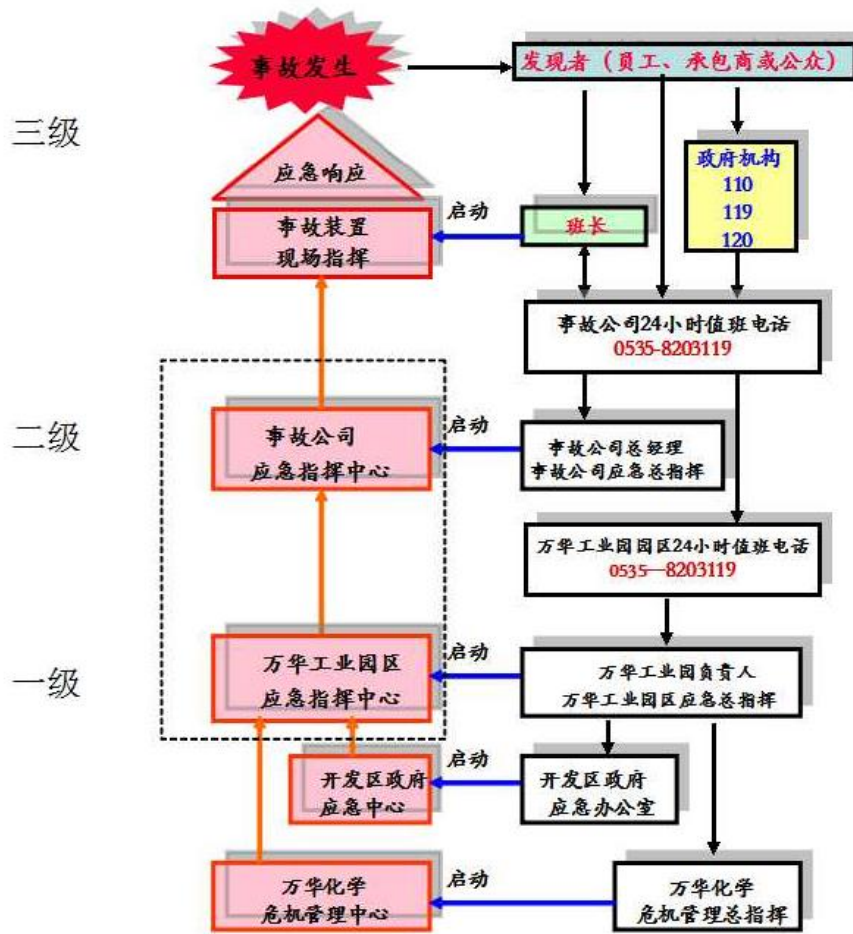 事故发生
发现者（員工、承包商或公众）
三级
应急响应
政府机构
110
119
120
事故装置
现场指挥
启动
班长
事故公司24小时值班电话
0535-8203119
二级
事故公司
应急指挥中心
启动
事故公司总经理
事故公司应急总指挥
万华工业园园区24小时值班电话
0535—8203119
一级
万华工业园区
应急指挥中心
启动
万华工业园负责人
万华工业园区应急总指挥
开发区政府
应急中心
启动
开发区政府
应急办公室
万华化学
危机管理中心
启动
万华化学
危机管理总指挥